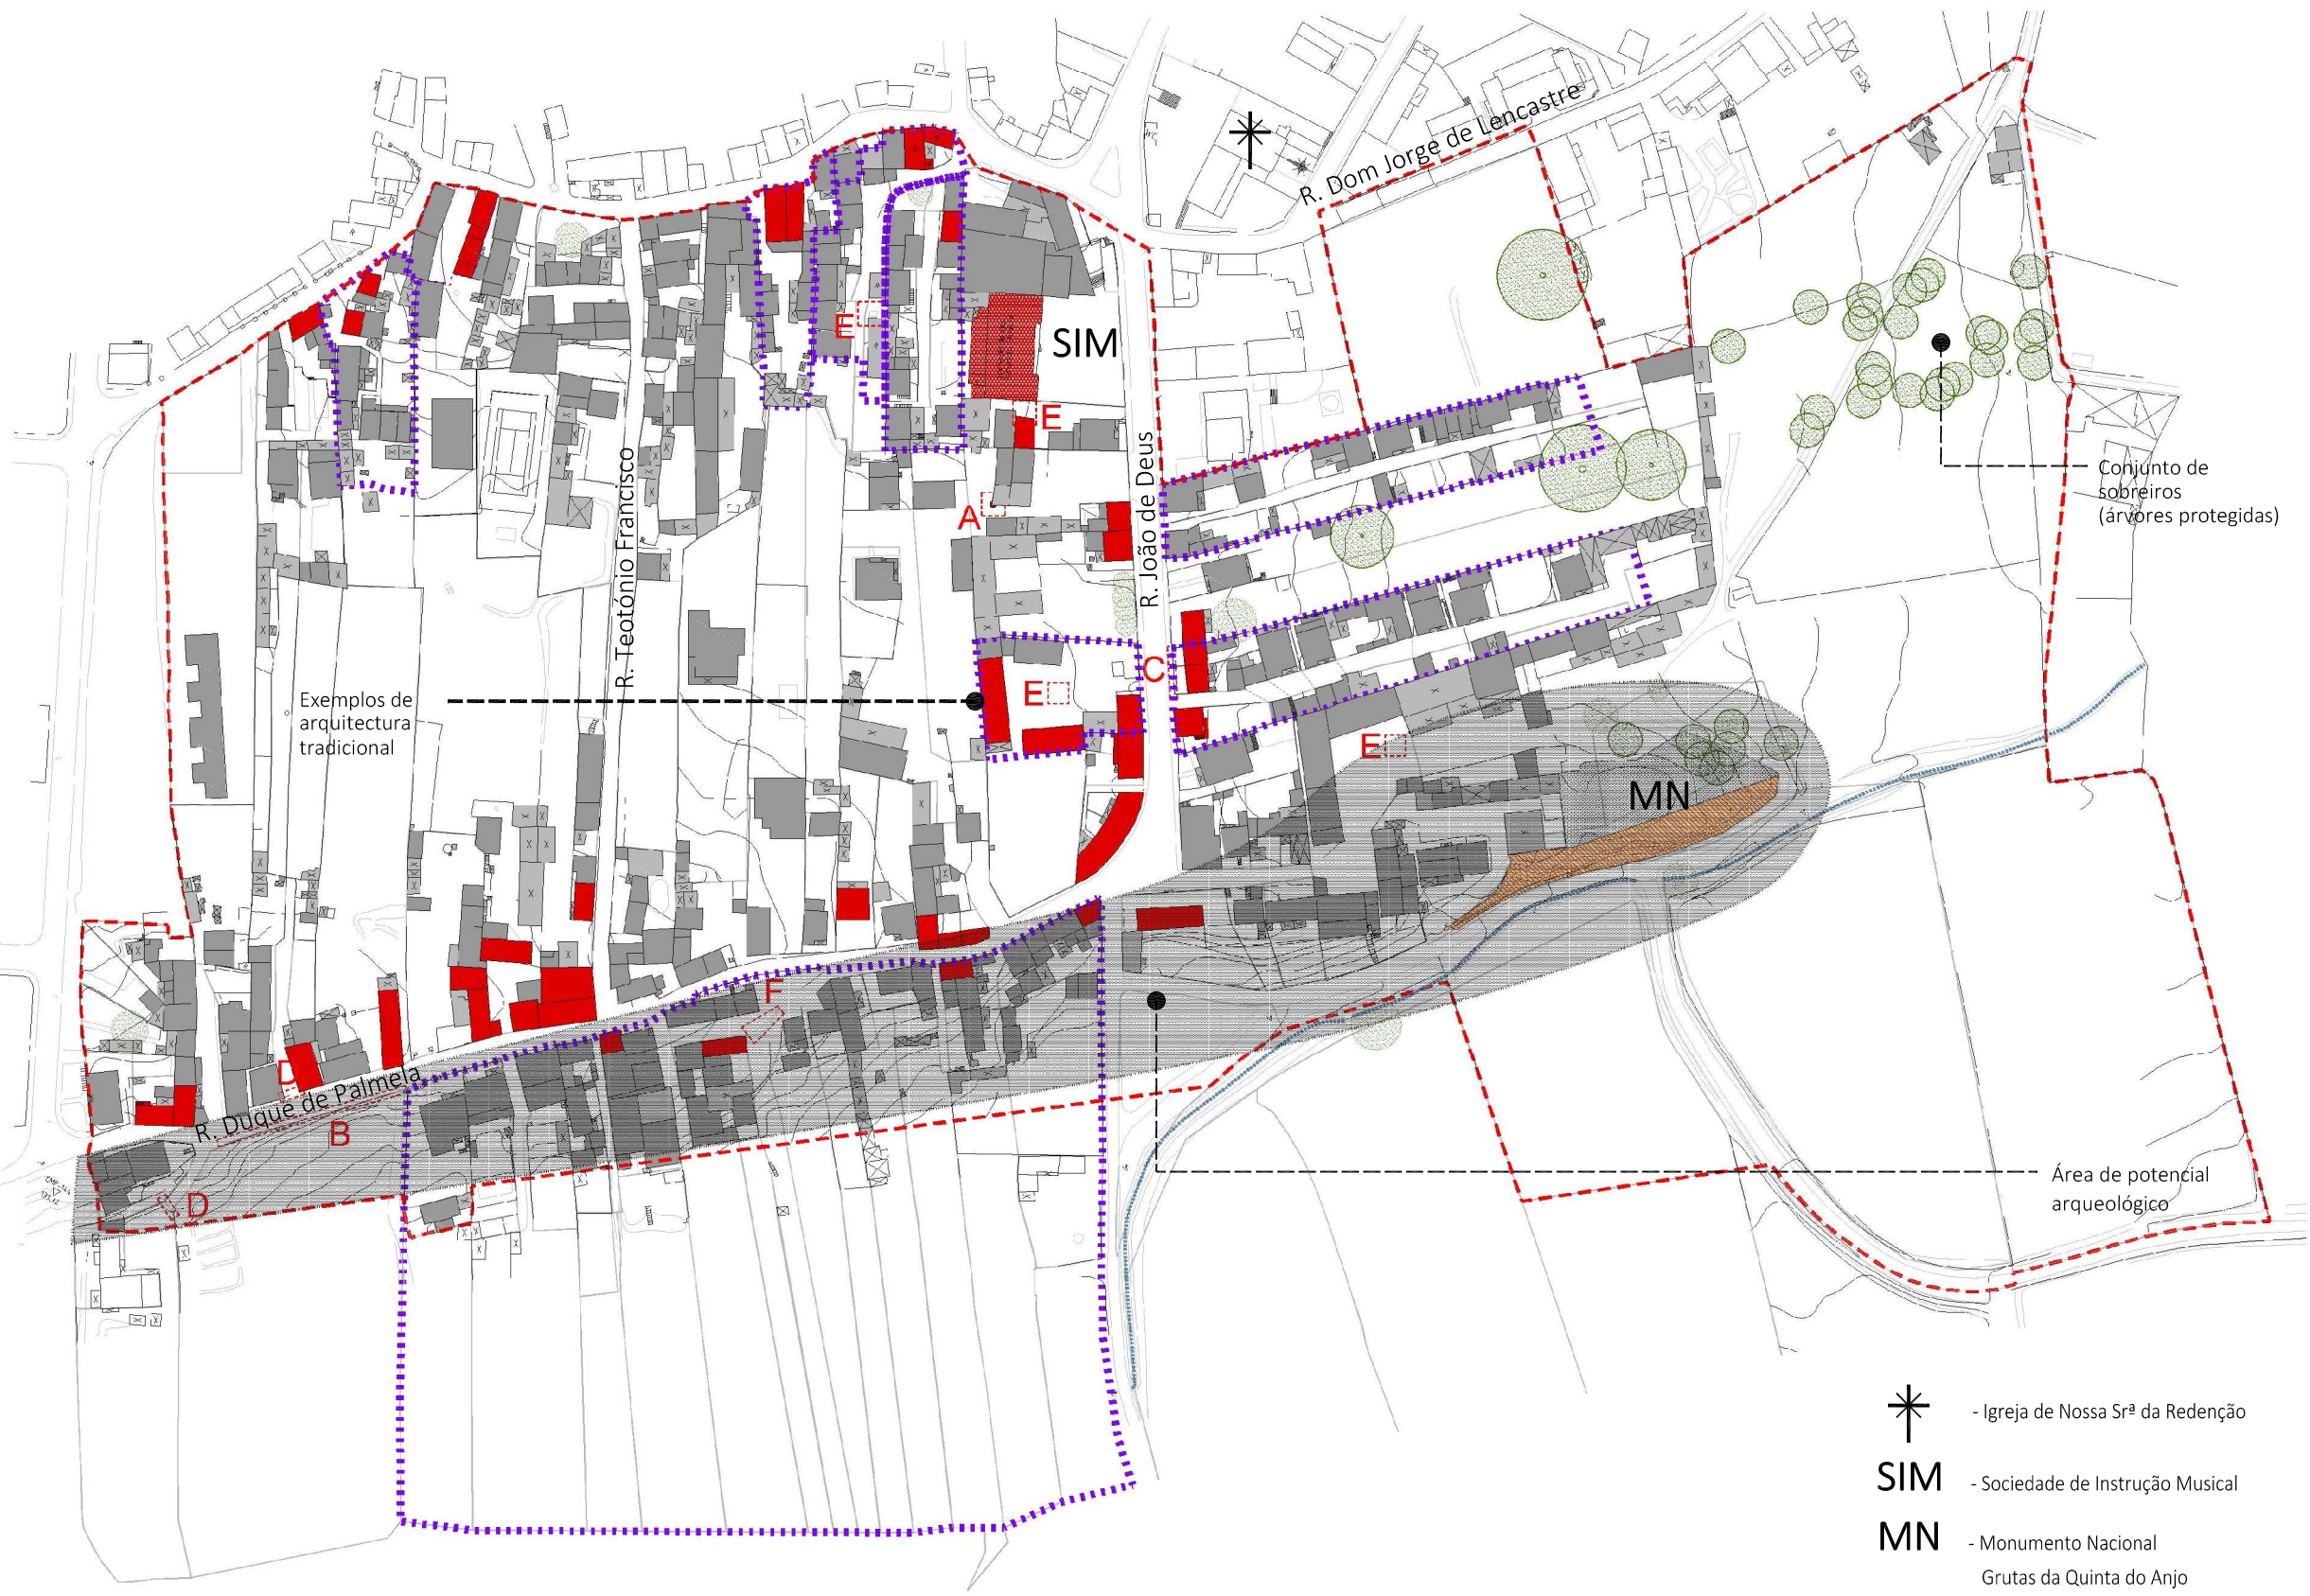 R. Dom Jorge de Lencastre
SIM
E
E
A
R. João de Deus
R. Teotónio Francisco
Conjunto de
sobreiros
(árvores protegidas)
Exemplos de
arquitectura
tradicional
E
C
E
MN
F
D
R. Duque de Palmela
B
D
Área de potencial
arqueológico
- Igreja de Nossa Srª da Redenção
SIM - Sociedade de Instrução Musical
MN - Monumento Nacional
Grutas da Quinta do Anjo